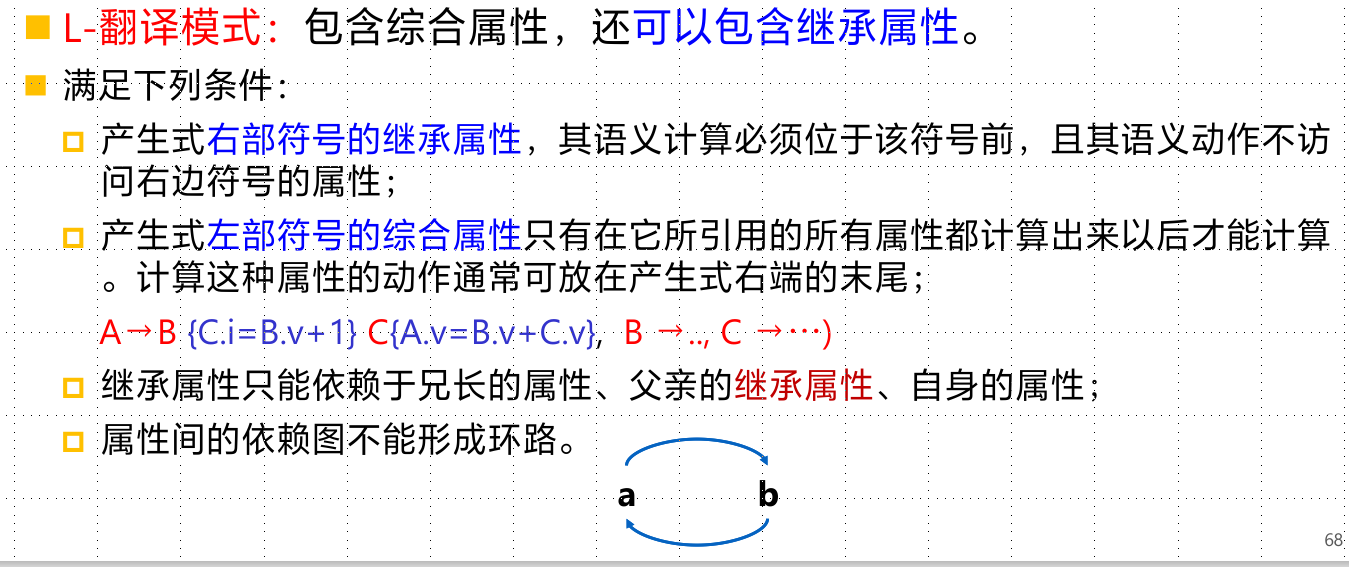 L-翻译模式：包含综合属性，还可以包含继承属性。
满足下列条件：
产生式右部符号的继承属性，其语义计算必须位于该符号前，且其语义动作不访
问右边符号的属性；
产生式左部符号的综合属性只有在它所引用的所有属性都计算出来以后才能计算
。计算这种属性的动作通常可放在产生式右端的末尾；
A→B {C.i=B.v+1} C{A.v=B.v+C.v}, B →.., C →⋯)
继承属性只能依赖于兄长的属性、父亲的继承属性、自身的属性；
属性间的依赖图不能形成环路。
a b
68